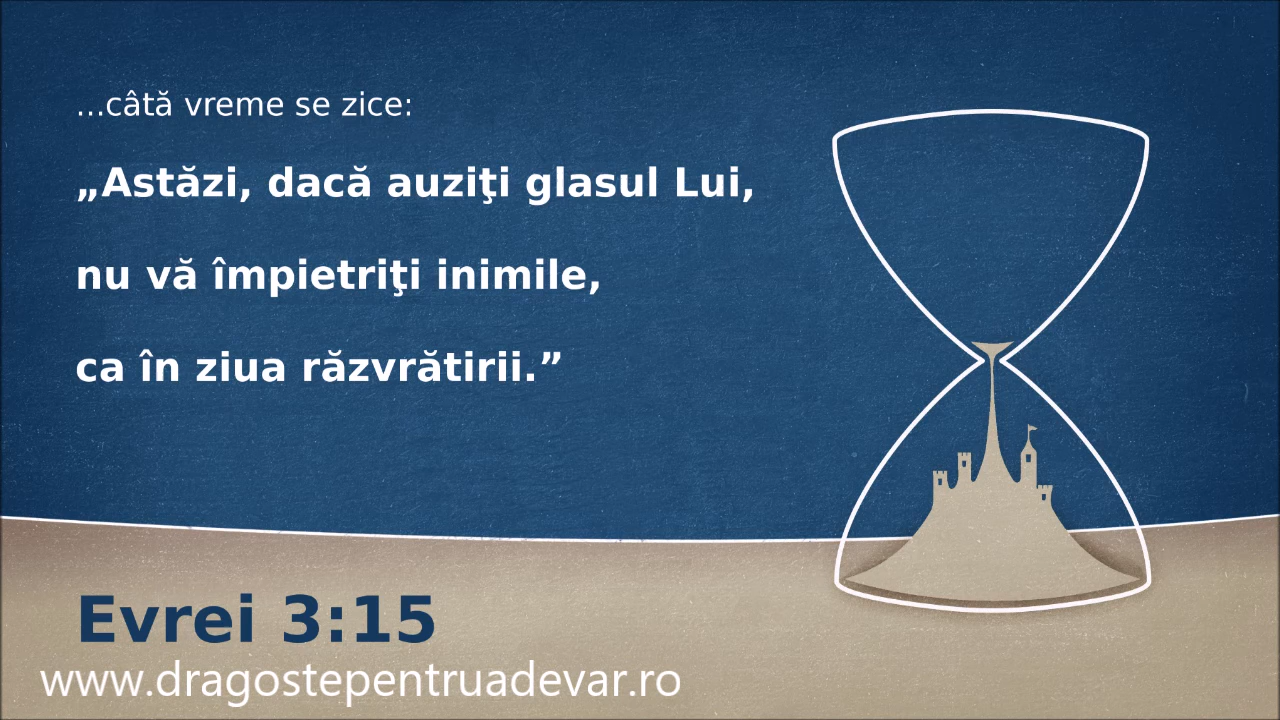 ...câtă vreme se zice:
„Astăzi, dacă auziţi glasul Lui,
nu vă împietriţi inimile,
ca în ziua răzvrătirii.”
Evrei 3:15
www.dragostepentruadevar.ro